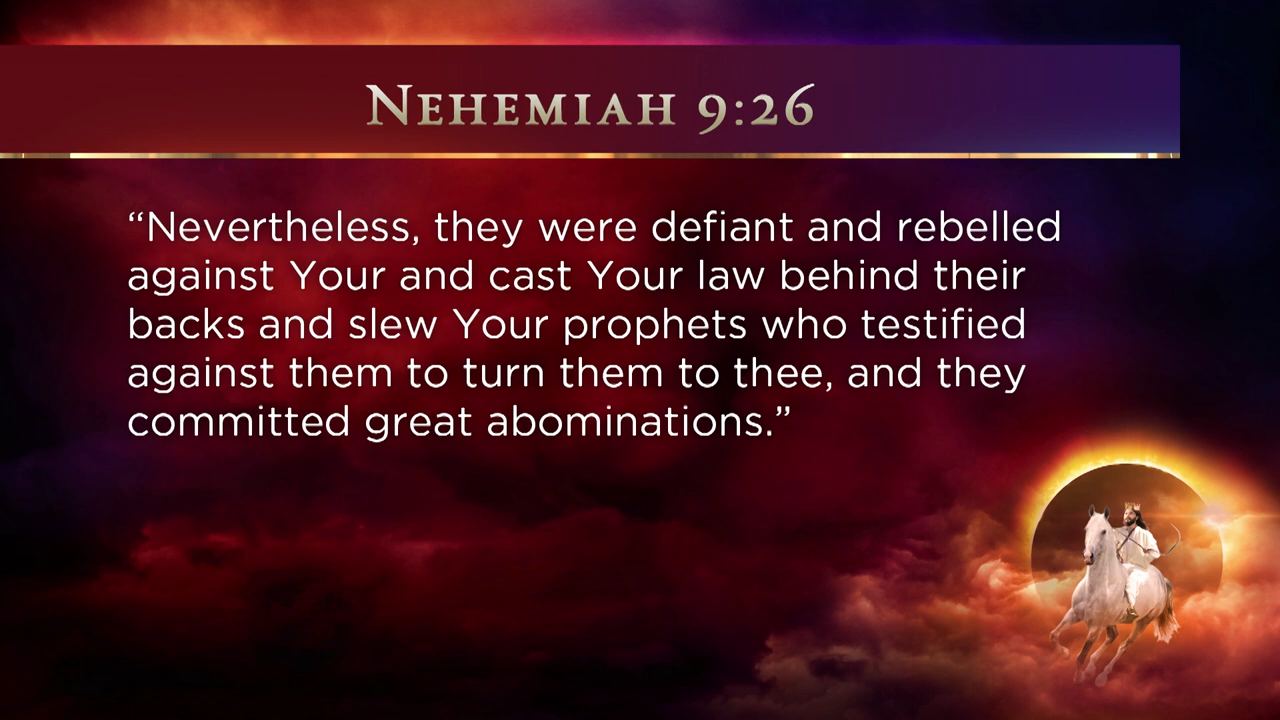 NEHEMIAH 9:26
“Nevertheless, they were defiant and rebelled
against Your and cast Your law behind their
backs and slew Your prophets who testified
against them to turn them to thee, and they
committed great abominations.”